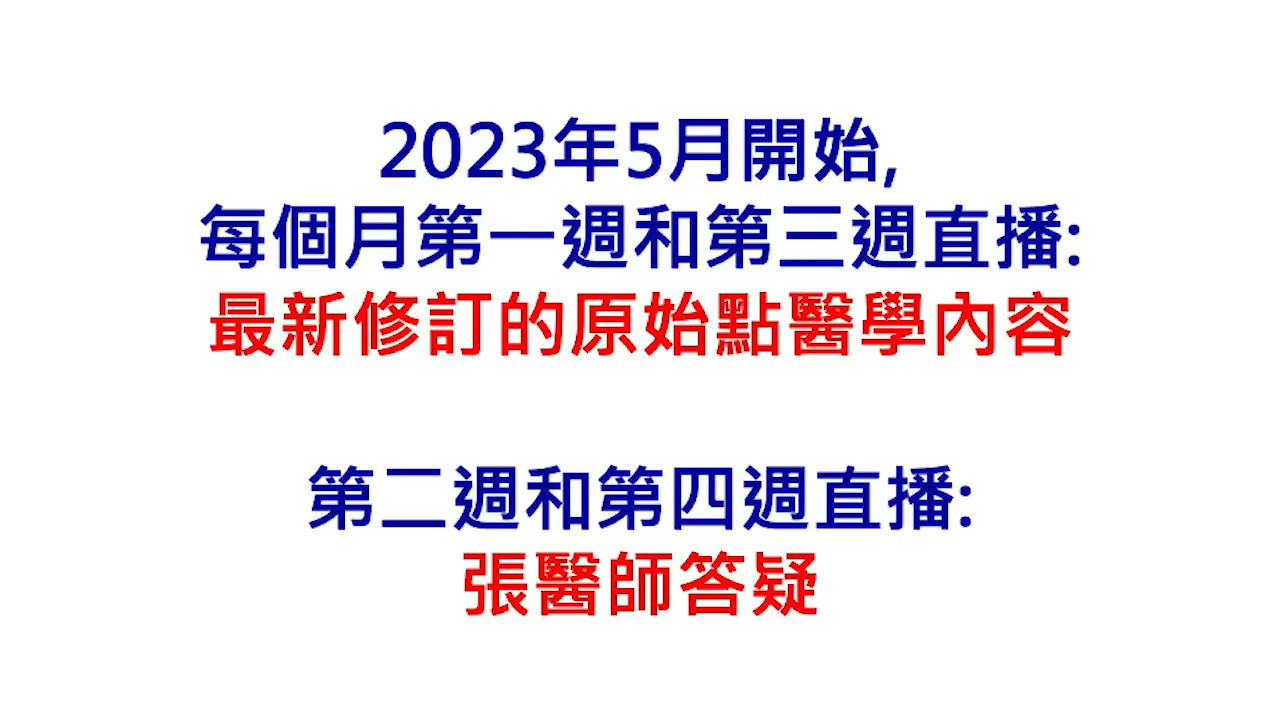 2023年5月開始,
每個月第一週和第三週直播:
最新修訂的原始點醫學內容
第二週和第四週直播:
張醫師答疑